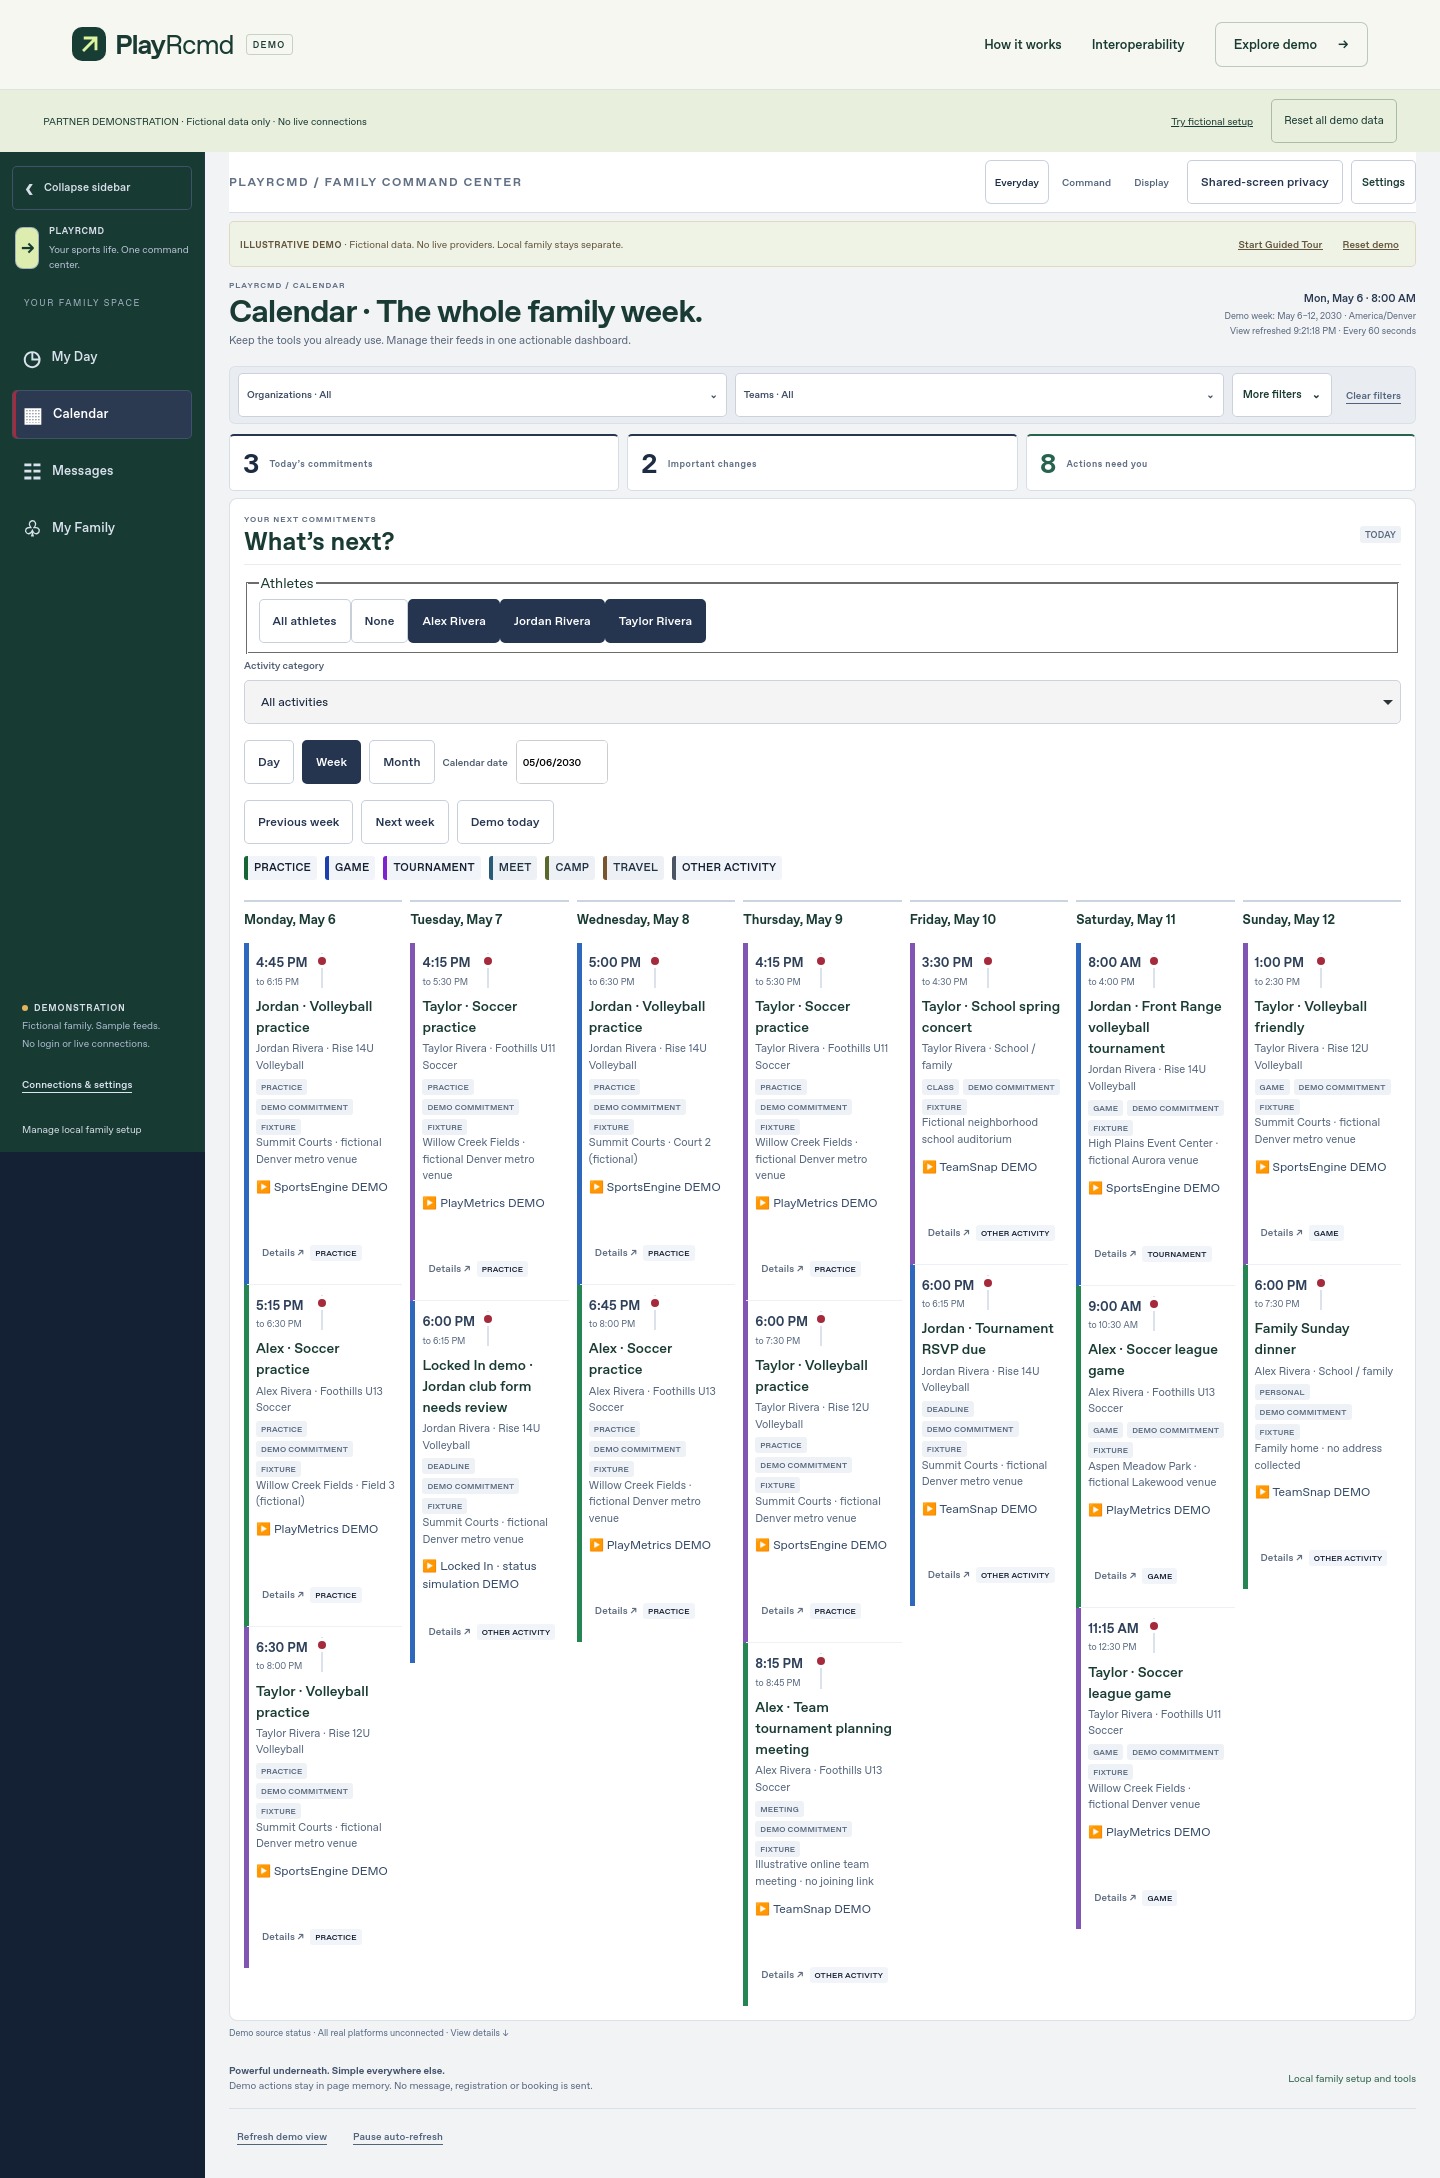 PlayRcmd DEMO
How it works Interoperability Explore demo →
PARTNER DEMONSTRATION · Fictional data only · No live connections
Try fictional setup Reset all demo data
Collapse sidebar
PLAYRCMD
Your sports life. One command
center.
YOUR FAMILY SPACE
My Day
Calendar
Messages
My Family
DEMONSTRATION
Fictional family. Sample feeds.
No login or live connections.
Connections & settings
Manage local family setup
PLAYRCMD / FAMILY COMMAND CENTER
Everyday Command Display Shared-screen privacy Settings
ILLUSTRATIVE DEMO · Fictional data. No live providers. Local family stays separate.
Start Guided Tour Reset demo
PLAYRCMD / CALENDAR
Calendar · The whole family week.
Keep the tools you already use. Manage their feeds in one actionable dashboard.
Mon, May 6 · 8:00 AM
Demo week: May 6–12, 2030 · America/Denver
View refreshed 9:21:18 PM · Every 60 seconds
Organizations · All
Teams · All
More filters
Clear filters
3 Today's commitments
2 Important changes
8 Actions need you
YOUR NEXT COMMITMENTS
What's next?
TODAY
Athletes
All athletes None Alex Rivera Jordan Rivera Taylor Rivera
Activity category
All activities
Day Week Month Calendar date 05/06/2030
Previous week Next week Demo today
PRACTICE GAME TOURNAMENT MEET CAMP TRAVEL OTHER ACTIVITY
Monday, May 6
4:45 PM
to 6:15 PM
Jordan · Volleyball
practice
Jordan Rivera · Rise 14U
Volleyball
PRACTICE
DEMO COMMITMENT
FIXTURE
Summit Courts · fictional
Denver metro venue
▶ SportsEngine DEMO
Details ↗ PRACTICE
5:15 PM
to 6:30 PM
Alex · Soccer
practice
Alex Rivera · Foothills U13
Soccer
PRACTICE
DEMO COMMITMENT
FIXTURE
Willow Creek Fields · Field 3
(fictional)
▶ PlayMetrics DEMO
Details ↗ PRACTICE
6:30 PM
to 8:00 PM
Taylor · Volleyball
practice
Taylor Rivera · Rise 12U
Volleyball
PRACTICE
DEMO COMMITMENT
FIXTURE
Summit Courts · fictional
Denver metro venue
▶ SportsEngine DEMO
Details ↗ PRACTICE
Tuesday, May 7
4:15 PM
to 5:30 PM
Taylor · Soccer
practice
Taylor Rivera · Foothills U11
Soccer
PRACTICE
DEMO COMMITMENT
FIXTURE
Willow Creek Fields ·
fictional Denver metro
venue
▶ PlayMetrics DEMO
Details ↗ PRACTICE
6:00 PM
to 6:15 PM
Locked In demo ·
Jordan club form
needs review
Jordan Rivera · Rise 14U
Volleyball
DEADLINE
DEMO COMMITMENT
FIXTURE
Summit Courts · fictional
Denver metro venue
▶ Locked In · status
simulation DEMO
Details ↗ OTHER ACTIVITY
Wednesday, May 8
5:00 PM
to 6:30 PM
Jordan · Volleyball
practice
Jordan Rivera · Rise 14U
Volleyball
PRACTICE
DEMO COMMITMENT
FIXTURE
Summit Courts · Court 2
(fictional)
▶ SportsEngine DEMO
Details ↗ PRACTICE
6:45 PM
to 8:00 PM
Alex · Soccer
practice
Alex Rivera · Foothills U13
Soccer
PRACTICE
DEMO COMMITMENT
FIXTURE
Willow Creek Fields ·
fictional Denver metro
venue
▶ PlayMetrics DEMO
Details ↗ PRACTICE
Thursday, May 9
4:15 PM
to 5:30 PM
Taylor · Soccer
practice
Taylor Rivera · Foothills U11
Soccer
PRACTICE
DEMO COMMITMENT
FIXTURE
Willow Creek Fields ·
fictional Denver metro
venue
▶ PlayMetrics DEMO
Details ↗ PRACTICE
6:00 PM
to 7:30 PM
Taylor · Volleyball
practice
Taylor Rivera · Rise 12U
Volleyball
PRACTICE
DEMO COMMITMENT
FIXTURE
Summit Courts · fictional
Denver metro venue
▶ SportsEngine DEMO
Details ↗ PRACTICE
8:15 PM
to 8:45 PM
Alex · Team
tournament planning
meeting
Alex Rivera · Foothills U13
Soccer
MEETING
DEMO COMMITMENT
FIXTURE
Illustrative online team
meeting · no joining link
▶ TeamSnap DEMO
Details ↗ OTHER ACTIVITY
Friday, May 10
3:30 PM
to 4:30 PM
Taylor · School spring
concert
Taylor Rivera · School /
family
CLASS DEMO COMMITMENT
FIXTURE
Fictional neighborhood
school auditorium
▶ TeamSnap DEMO
Details ↗ OTHER ACTIVITY
6:00 PM
to 6:15 PM
Jordan · Tournament
RSVP due
Jordan Rivera · Rise 14U
Volleyball
DEADLINE
DEMO COMMITMENT
FIXTURE
Summit Courts · fictional
Denver metro venue
▶ TeamSnap DEMO
Details ↗ OTHER ACTIVITY
Saturday, May 11
8:00 AM
to 4:00 PM
Jordan · Front Range
volleyball
tournament
Jordan Rivera · Rise 14U
Volleyball
GAME DEMO COMMITMENT
FIXTURE
High Plains Event Center ·
fictional Aurora venue
▶ SportsEngine DEMO
Details ↗ TOURNAMENT
9:00 AM
to 10:30 AM
Alex · Soccer league
game
Alex Rivera · Foothills U13
Soccer
GAME DEMO COMMITMENT
FIXTURE
Aspen Meadow Park ·
fictional Lakewood venue
▶ PlayMetrics DEMO
Details ↗ GAME
11:15 AM
to 12:30 PM
Taylor · Soccer
league game
Taylor Rivera · Foothills U11
Soccer
GAME DEMO COMMITMENT
FIXTURE
Willow Creek Fields ·
fictional Denver venue
▶ PlayMetrics DEMO
Details ↗ GAME
Sunday, May 12
1:00 PM
to 2:30 PM
Taylor · Volleyball
friendly
Taylor Rivera · Rise 12U
Volleyball
GAME DEMO COMMITMENT
FIXTURE
Summit Courts · fictional
Denver metro venue
▶ SportsEngine DEMO
Details ↗ GAME
6:00 PM
to 7:30 PM
Family Sunday
dinner
Alex Rivera · School / family
PERSONAL
DEMO COMMITMENT
FIXTURE
Family home · no address
collected
▶ TeamSnap DEMO
Details ↗ OTHER ACTIVITY
Demo source status · All real platforms unconnected · View details ↓
Powerful underneath. Simple everywhere else.
Demo actions stay in page memory. No message, registration or booking is sent.
Local family setup and tools
Refresh demo view Pause auto-refresh